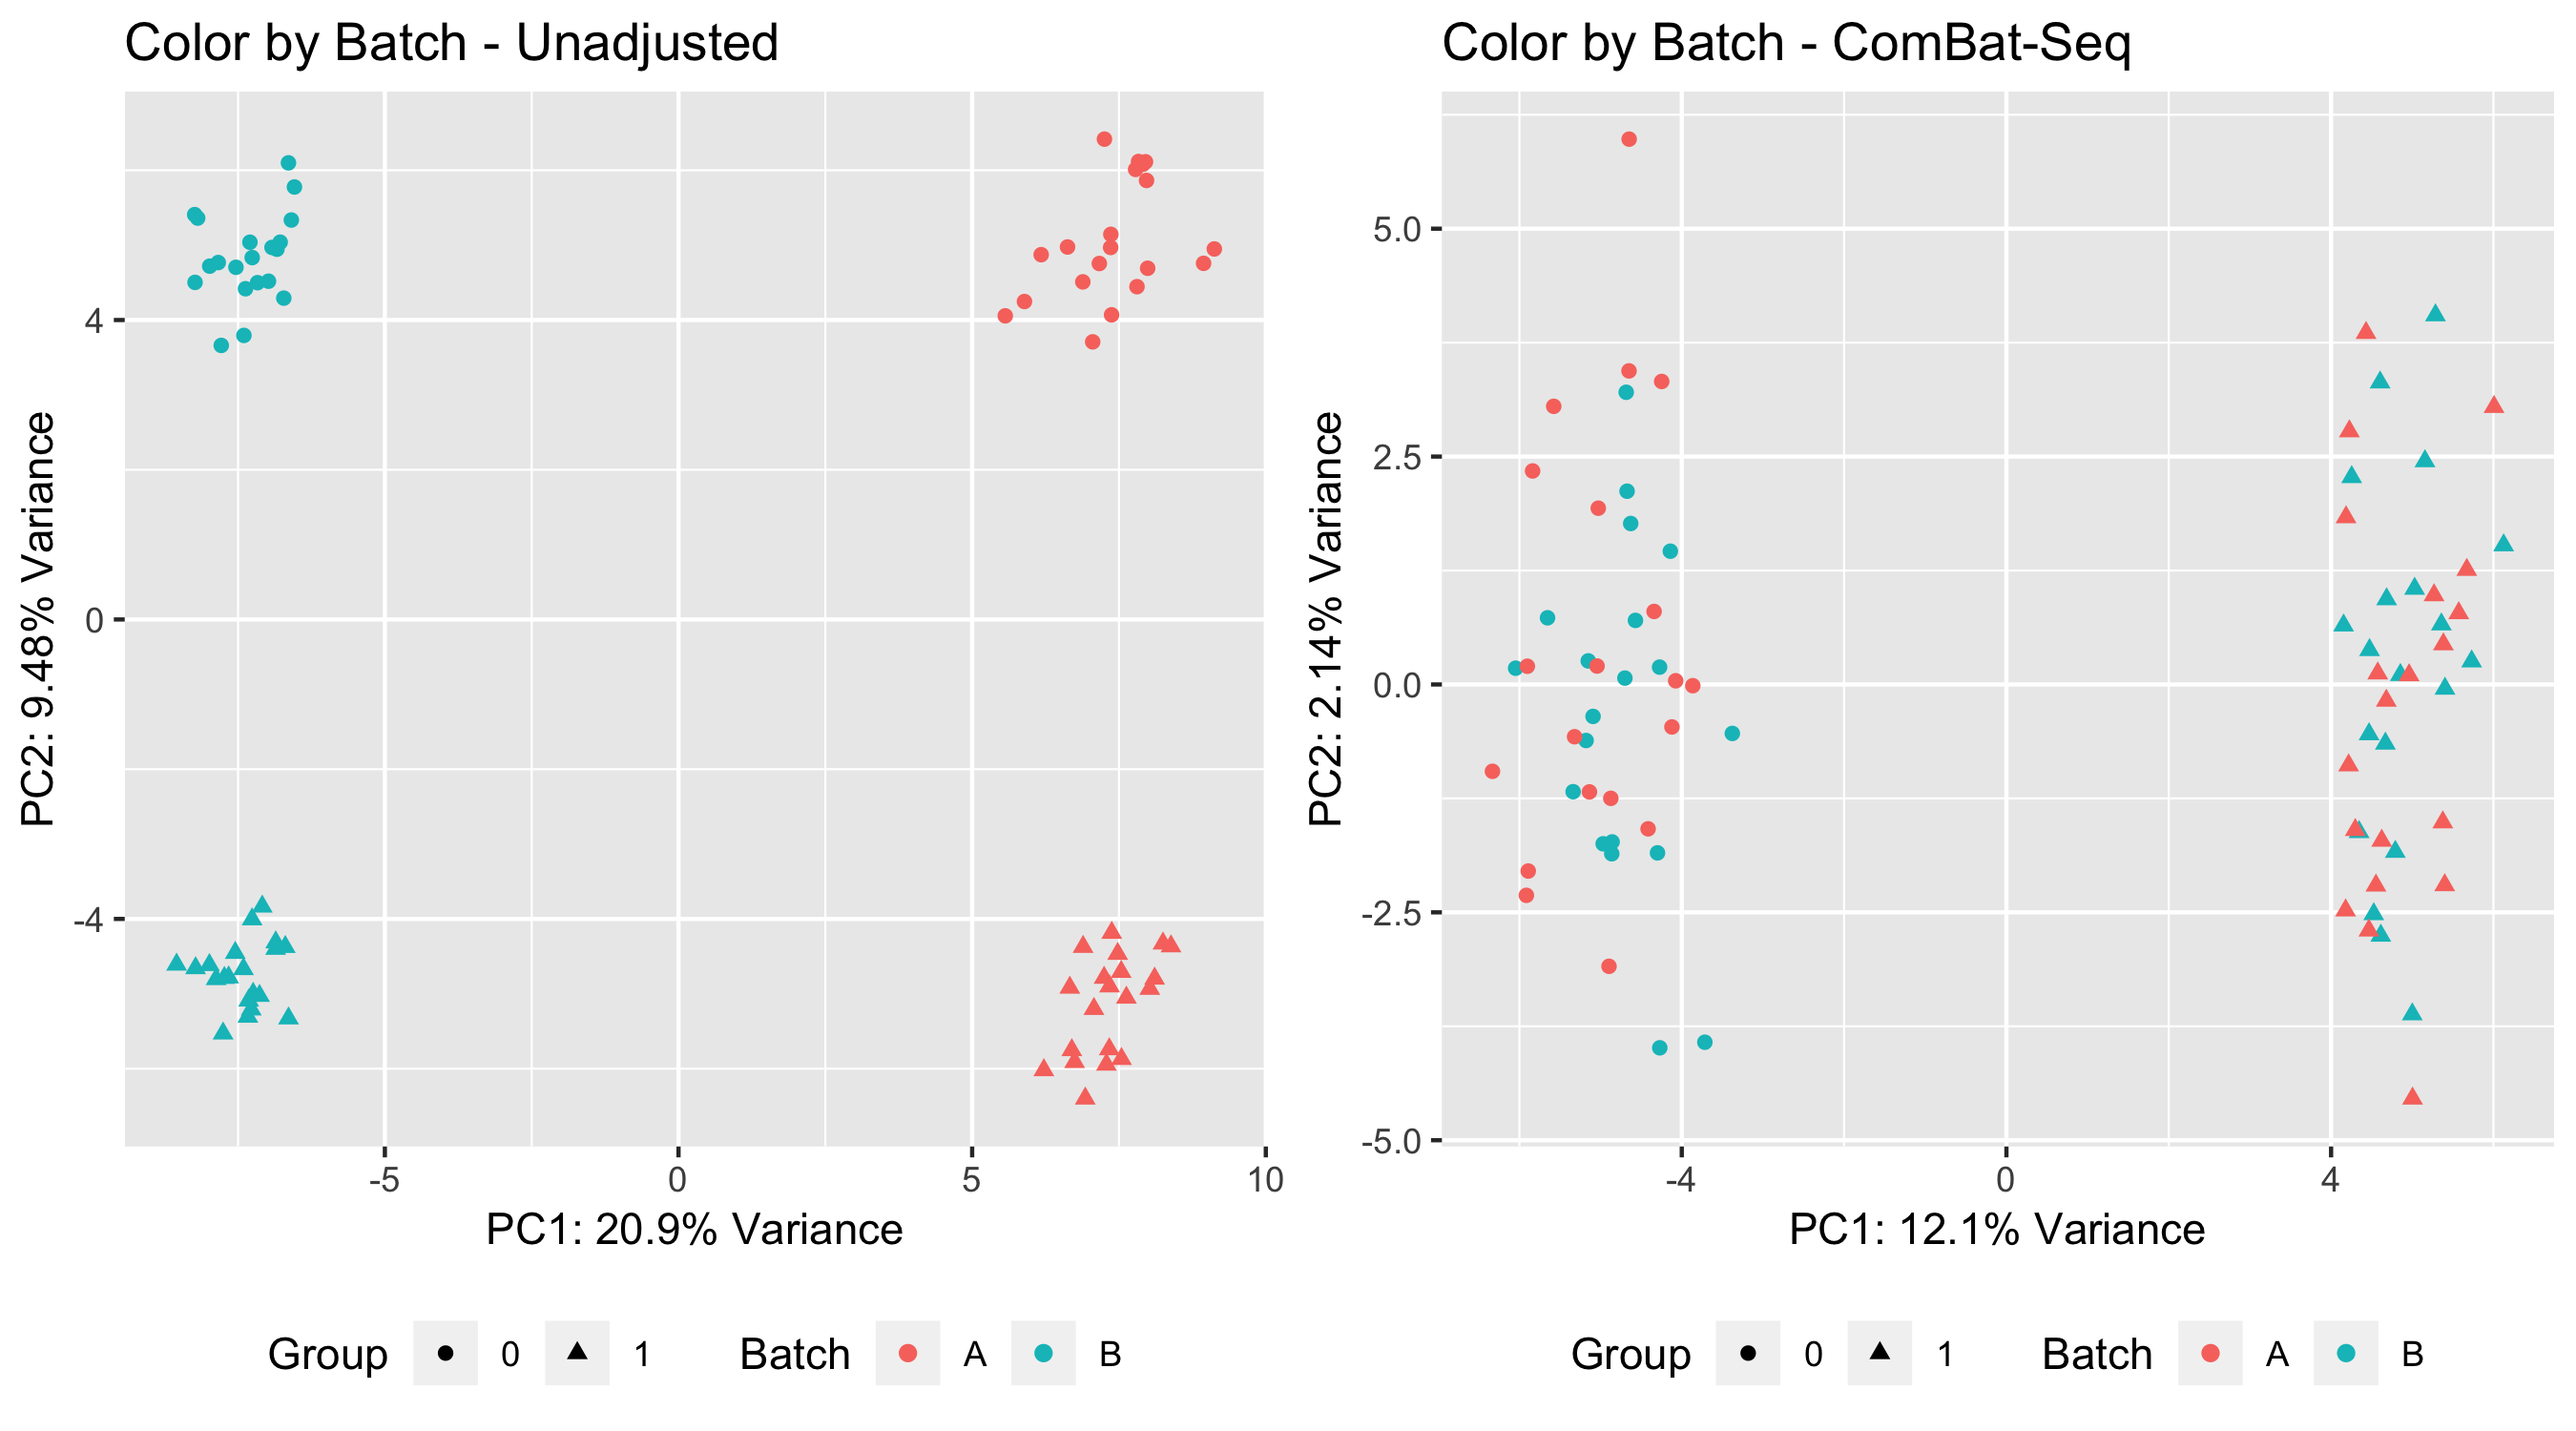 Color by Batch - Unadjusted
PC2: 9.48% Variance
4
0
-4
-5
0
5
10
PC1: 20.9% Variance
Group 0 1 Batch A B
Color by Batch - ComBat-Seq
PC2: 2.14% Variance
5.0
2.5
0.0
-2.5
-5.0
-4
0
4
PC1: 12.1% Variance
Group 0 1 Batch A B